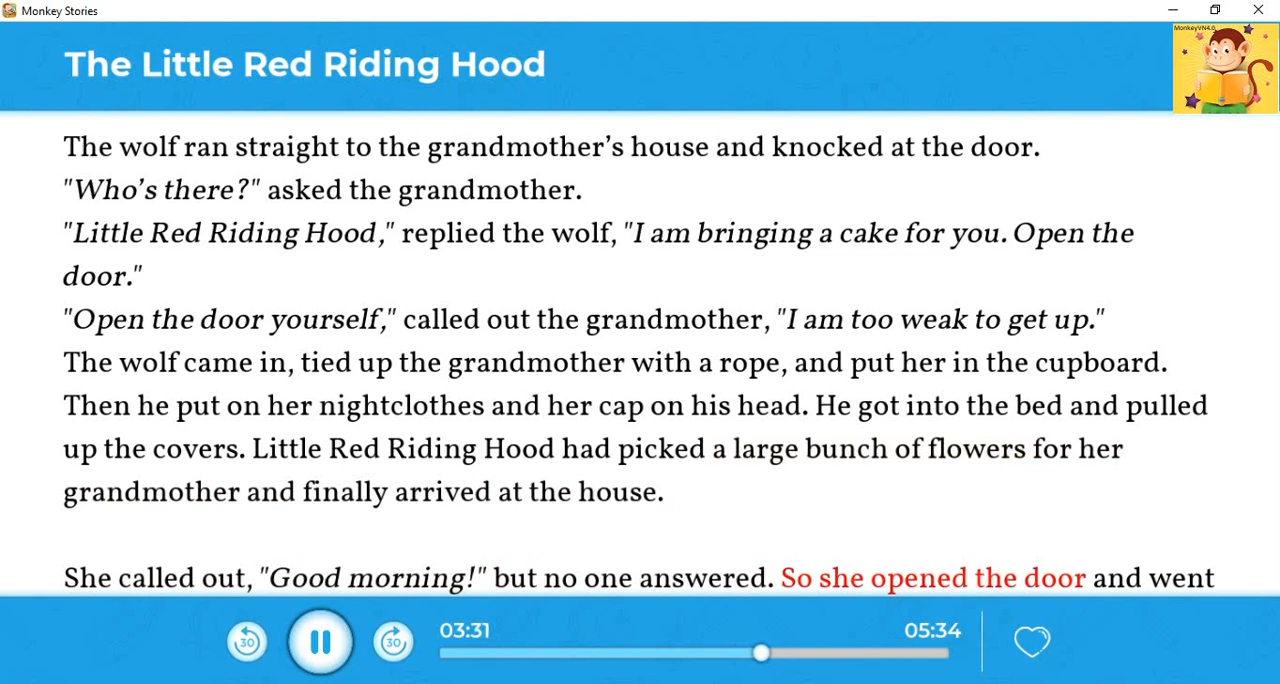 Monkey Stories
The Little Red Riding Hood
MonkeyVN4.6
The wolf ran straight to the grandmother’s house and knocked at the door.
"Who’s there?" asked the grandmother.
"Little Red Riding Hood," replied the wolf, "I am bringing a cake for you. Open the
door."
"Open the door yourself," called out the grandmother, "I am too weak to get up."
The wolf came in, tied up the grandmother with a rope, and put her in the cupboard.
Then he put on her nightclothes and her cap on his head. He got into the bed and pulled
up the covers. Little Red Riding Hood had picked a large bunch of flowers for her
grandmother and finally arrived at the house.
She called out, "Good morning!" but no one answered. So she opened the door and went
30
30
03:31
05:34